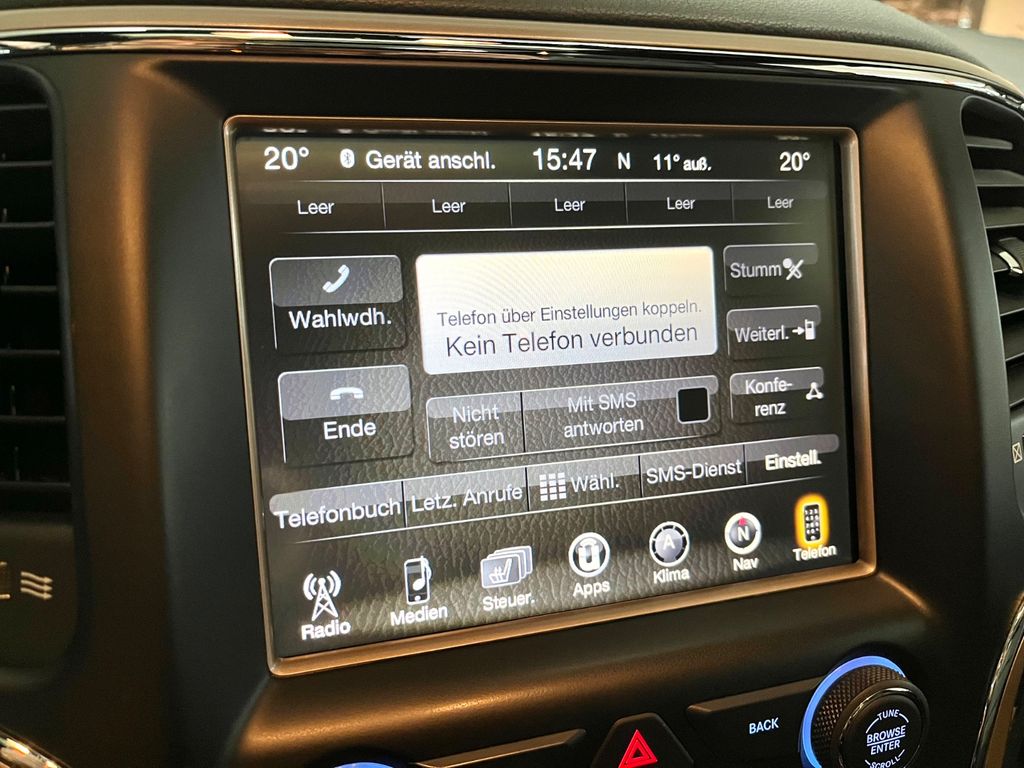 20° Gerät anschl. 15:47 N 11° auß. 20°
Leer Leer Leer Leer Leer
Wahlwdh.
Telefon über Einstellungen koppeln.
Kein Telefon verbunden
Stumm
Weiterl.
Ende
Nicht
stören
Mit SMS
antworten
Konfe-
renz
Telefonbuch Letz. Anrufe Wähl. SMS-Dienst Einstell.
Radio Medien Steuer. Apps A Klima N Nav Telefon
BACK
TUNE
BROWSE
ENTER
SCROLL